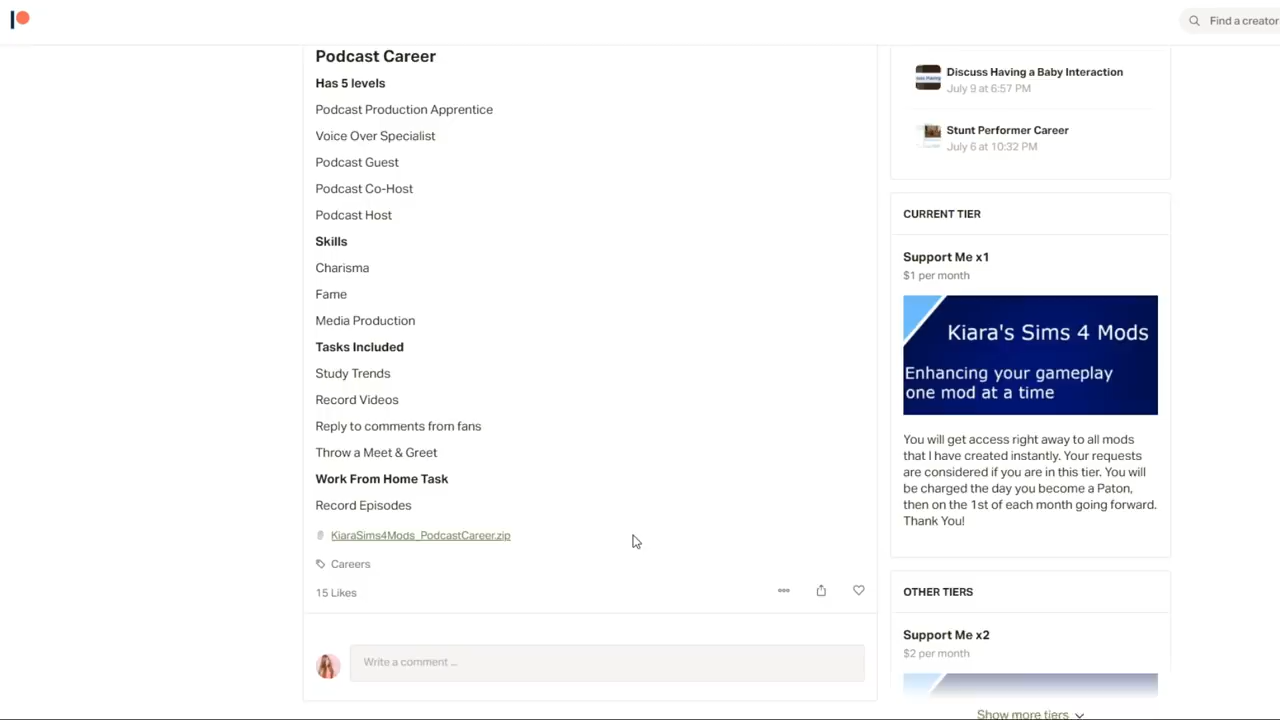 Find a creator
Podcast Career
Has 5 levels
Podcast Production Apprentice
Voice Over Specialist
Podcast Guest
Podcast Co-Host
Podcast Host
Skills
Charisma
Fame
Media Production
Tasks Included
Study Trends
Record Videos
Reply to comments from fans
Throw a Meet & Greet
Work From Home Task
Record Episodes
KiaraSims4Mods_PodcastCareer.zip
Careers
15 Likes
Write a comment ...
Discuss Having a Baby Interaction
July 9 at 6:57 PM
Stunt Performer Career
July 6 at 10:32 PM
CURRENT TIER
Support Me x1
$1 per month
Kiara's Sims 4 Mods
Enhancing your gameplay
one mod at a time
You will get access right away to all mods
that I have created instantly. Your requests
are considered if you are in this tier. You will
be charged the day you become a Paton,
then on the 1st of each month going forward.
Thank You!
OTHER TIERS
Support Me x2
$2 per month
Show more tiers